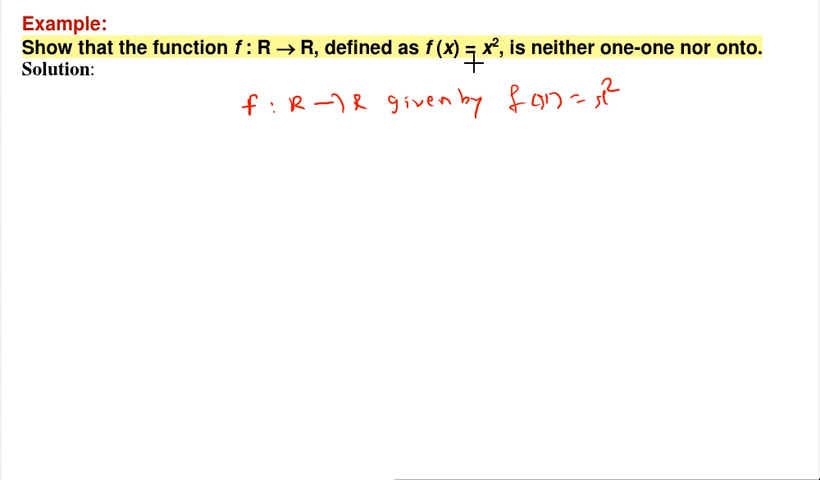 Example:
Show that the function f : R → R, defined as f (x) = x², is neither one-one nor onto.
Solution:
f : R → R given by f(x) = x²